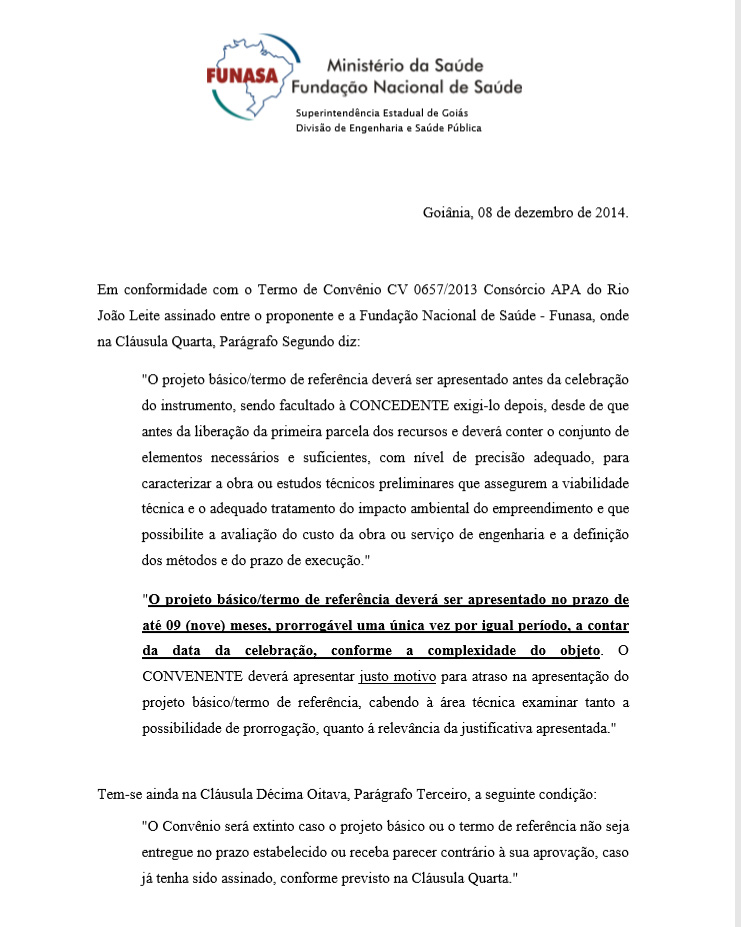 FUNASA
Ministério da Saúde
Fundação Nacional de Saúde
Superintendência Estadual de Goiás
Divisão de Engenharia e Saúde Pública
Goiânia, 08 de dezembro de 2014.
Em conformidade com o Termo de Convênio CV 0657/2013 Consórcio APA do Rio
João Leite assinado entre o proponente e a Fundação Nacional de Saúde - Funasa, onde
na Cláusula Quarta, Parágrafo Segundo diz:
"O projeto básico/termo de referência deverá ser apresentado antes da celebração
do instrumento, sendo facultado à CONCEDENTE exigi-lo depois, desde de que
antes da liberação da primeira parcela dos recursos e deverá conter o conjunto de
elementos necessários e suficientes, com nível de precisão adequado, para
caracterizar a obra ou estudos técnicos preliminares que assegurem a viabilidade
técnica e o adequado tratamento do impacto ambiental do empreendimento e que
possibilite a avaliação do custo da obra ou serviço de engenharia e a definição
dos métodos e do prazo de execução."
"O projeto básico/termo de referência deverá ser apresentado no prazo de
até 09 (nove) meses, prorrogável uma única vez por igual período, a contar
da data da celebração, conforme a complexidade do objeto. O
CONVENENTE deverá apresentar justo motivo para atraso na apresentação do
projeto básico/termo de referência, cabendo à área técnica examinar tanto a
possibilidade de prorrogação, quanto á relevância da justificativa apresentada."
Tem-se ainda na Cláusula Décima Oitava, Parágrafo Terceiro, a seguinte condição:
"O Convênio será extinto caso o projeto básico ou o termo de referência não seja
entregue no prazo estabelecido ou receba parecer contrário à sua aprovação, caso
já tenha sido assinado, conforme previsto na Cláusula Quarta."